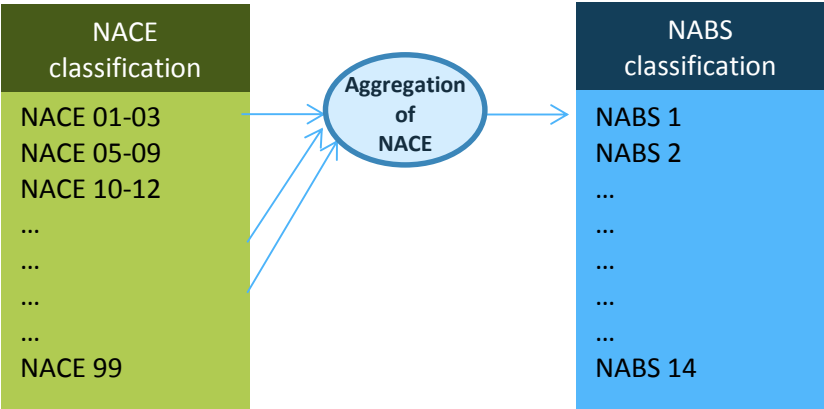 NACE
classification
NACE 01-03
NACE 05-09
NACE 10-12
...
...
...
...
NACE 99
Aggregation
of
NACE
NABS
classification
NABS 1
NABS 2
...
...
...
...
...
NABS 14